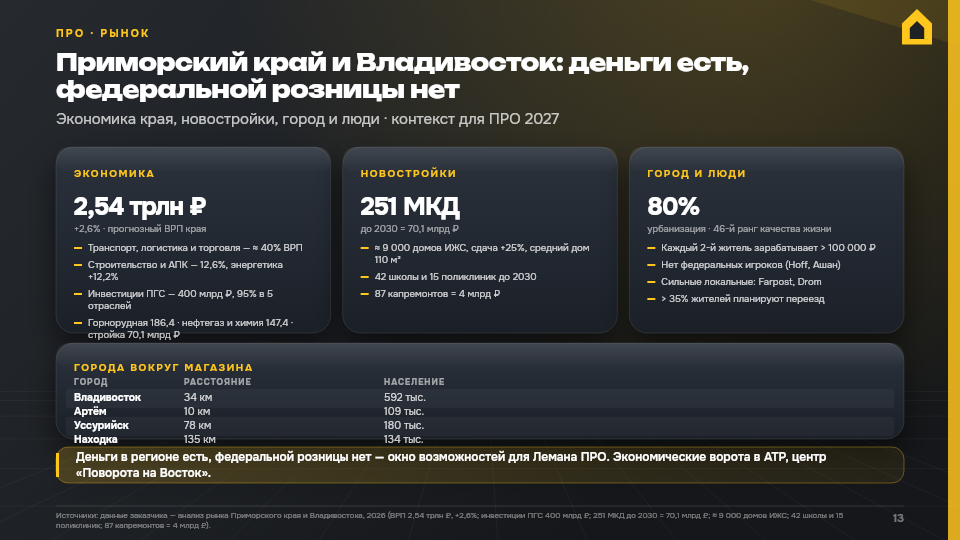 ПРО · РЫНОК
Приморский край и Владивосток: деньги есть,
федеральной розницы нет
Экономика края, новостройки, город и люди · контекст для ПРО 2027
ЭКОНОМИКА
2,54 трлн ₽
+2,6% · прогнозный ВРП края
Транспорт, логистика и торговля — ≈ 40% ВРП
Строительство и АПК — 12,6%, энергетика
+12,2%
Инвестиции ПГС — 400 млрд ₽, 95% в 5
отраслей
Горнорудная 186,4 · нефтегаз и химия 147,4 ·
стройка 70,1 млрд ₽
НОВОСТРОЙКИ
251 МКД
до 2030 = 70,1 млрд ₽
≈ 9 000 домов ИЖС, сдача +25%, средний дом
110 м²
42 школы и 15 поликлиник до 2030
87 капремонтов = 4 млрд ₽
ГОРОД И ЛЮДИ
80%
урбанизация · 46-й ранг качества жизни
Каждый 2-й житель зарабатывает > 100 000 ₽
Нет федеральных игроков (Hoff, Ашан)
Сильные локальные: Farpost, Drom
> 35% жителей планируют переезд
ГОРОДА ВОКРУГ МАГАЗИНА
ГОРОД РАССТОЯНИЕ НАСЕЛЕНИЕ
Владивосток 34 км 592 тыс.
Артём 10 км 109 тыс.
Уссурийск 78 км 180 тыс.
Находка 135 км 134 тыс.
Деньги в регионе есть, федеральной розницы нет — окно возможностей для Лемана ПРО. Экономические ворота в АТР, центр
«Поворота на Восток».
Источники: данные заказчика — анализ рынка Приморского края и Владивостока, 2026 (ВРП 2,54 трлн ₽, +2,6%; инвестиции ПГС 400 млрд ₽; 251 МКД до 2030 = 70,1 млрд ₽; ≈ 9 000 домов ИЖС; 42 школы и 15
поликлиник; 87 капремонтов = 4 млрд ₽).
13